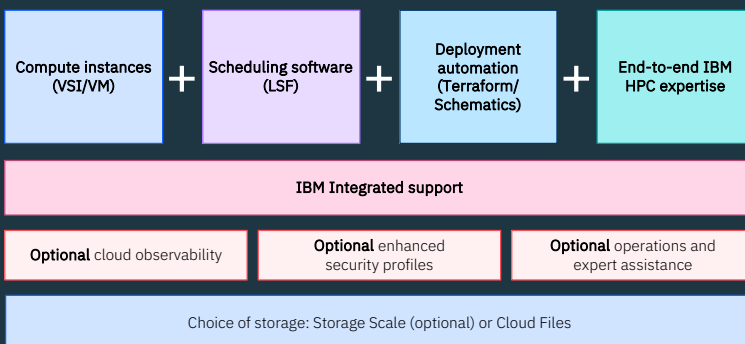 Compute instances
(VSI/VM)
+
Scheduling software
(LSF)
+
Deployment
automation
(Terraform/
Schematics)
+
End-to-end IBM
HPC expertise
IBM Integrated support
Optional cloud observability
Optional enhanced
security profiles
Optional operations and
expert assistance
Choice of storage: Storage Scale (optional) or Cloud Files